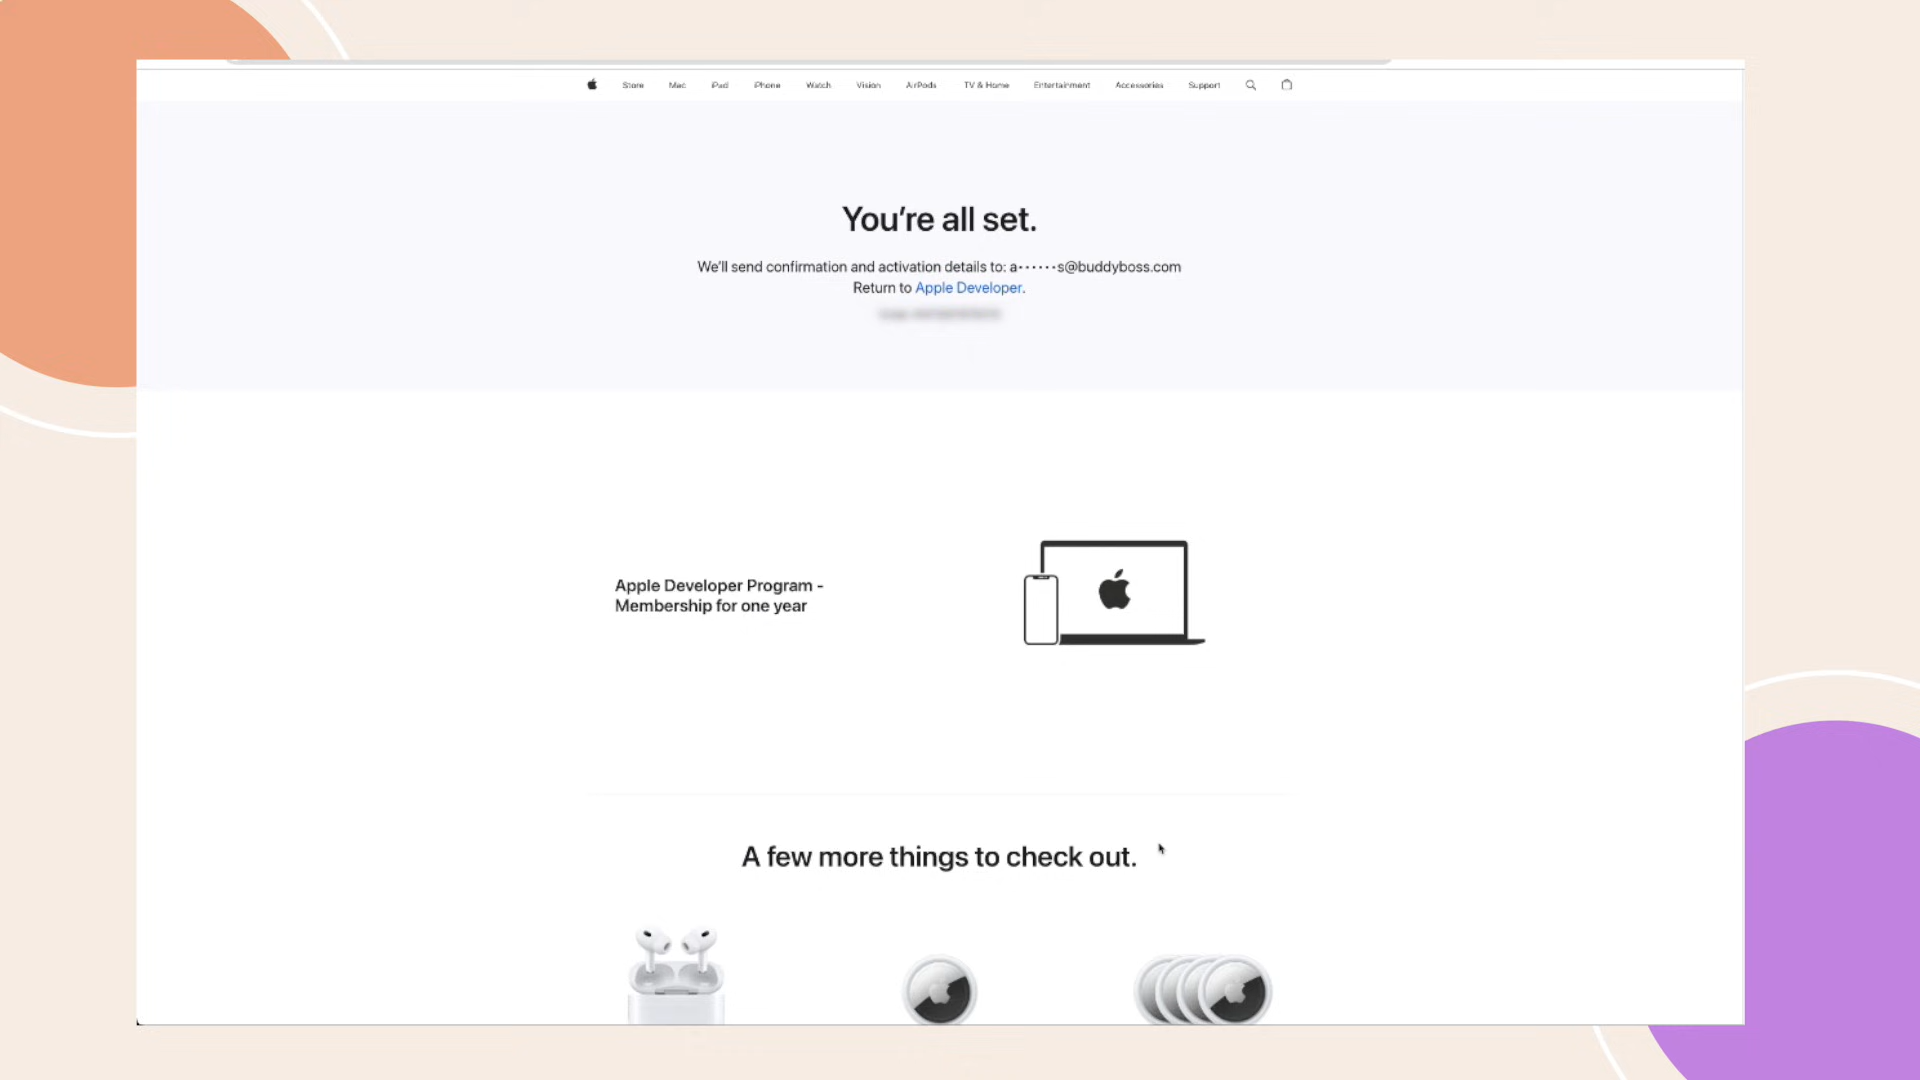 Store Mac iPad iPhone Watch Vision AirPods TV & Home Entertainment Accessories Support
You're all set.
We'll send confirmation and activation details to: a••••••s@buddyboss.com
Return to Apple Developer.
Apple Developer Program -
Membership for one year
A few more things to check out.